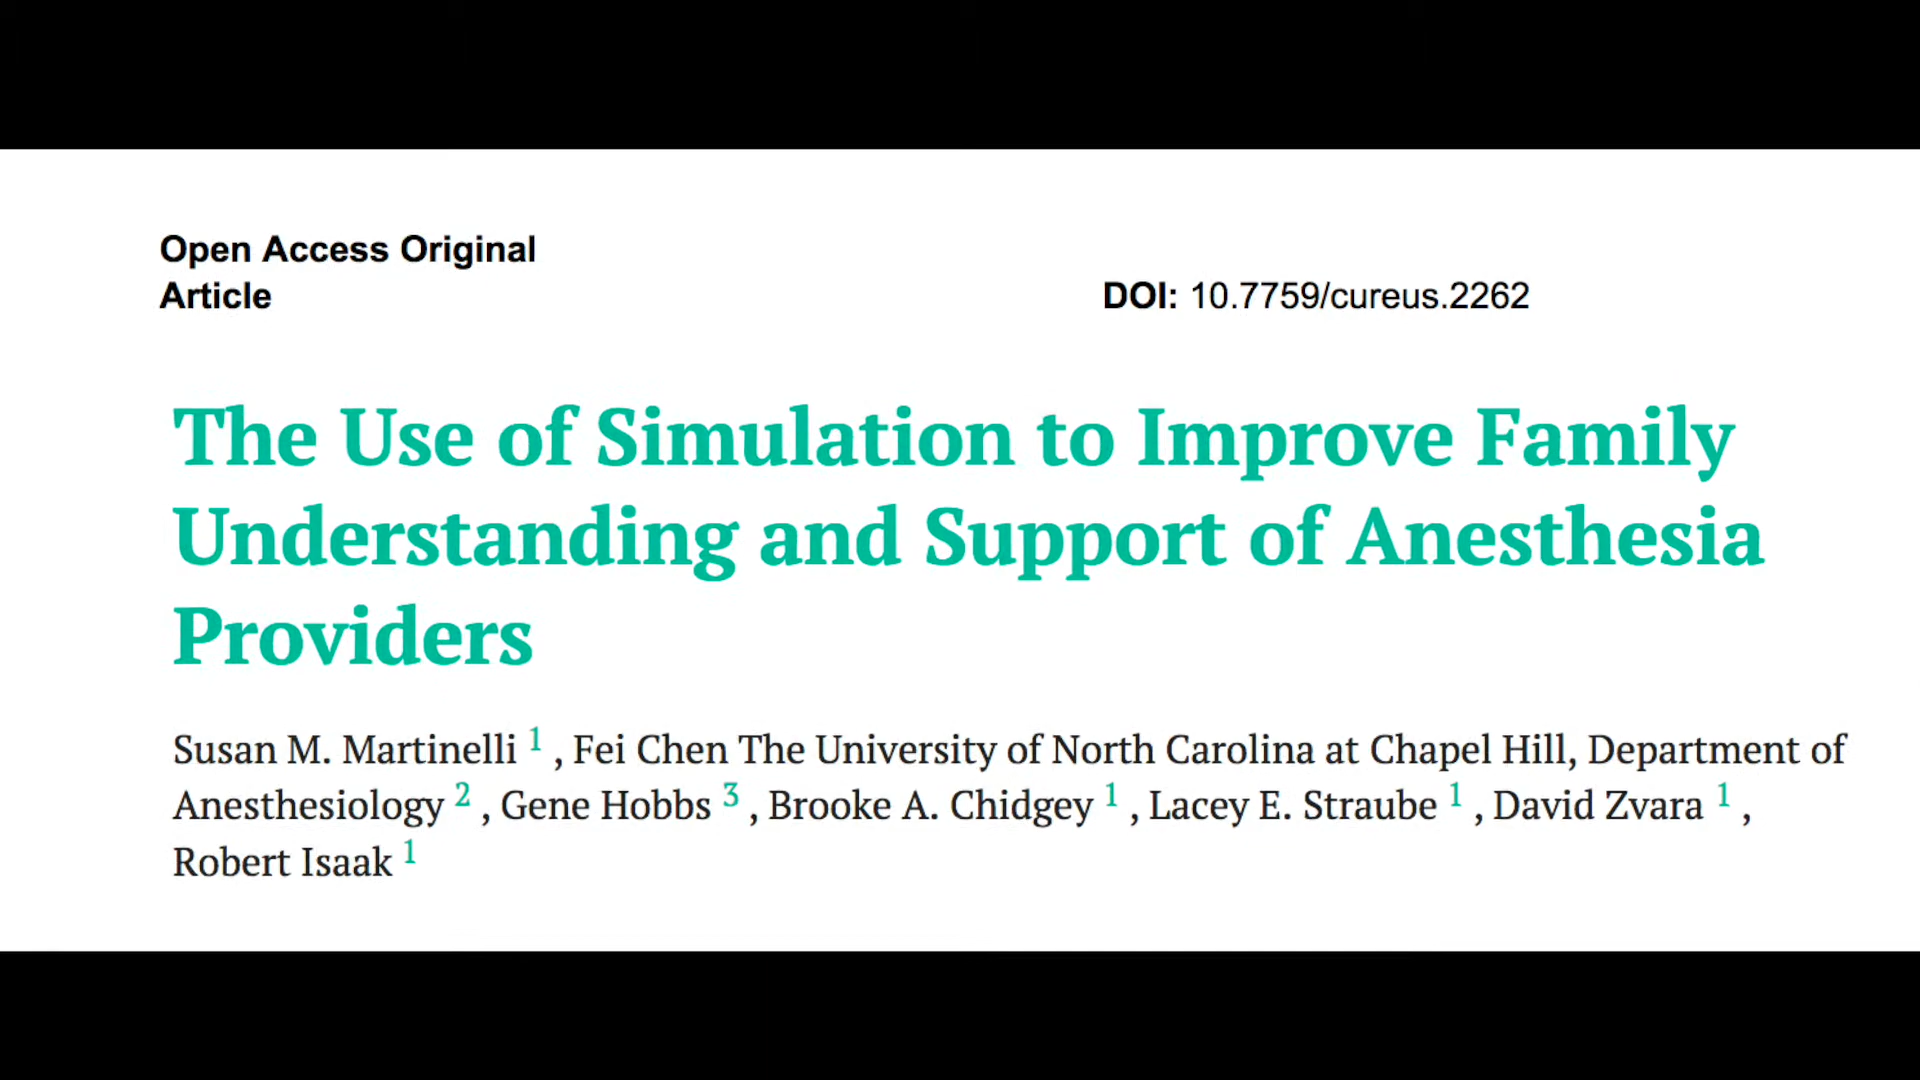 Open Access Original
Article
DOI: 10.7759/cureus.2262
The Use of Simulation to Improve Family
Understanding and Support of Anesthesia
Providers
Susan M. Martinelli 1 , Fei Chen The University of North Carolina at Chapel Hill, Department of
Anesthesiology 2 , Gene Hobbs 3 , Brooke A. Chidgey 1 , Lacey E. Straube 1 , David Zvara 1 ,
Robert Isaak 1